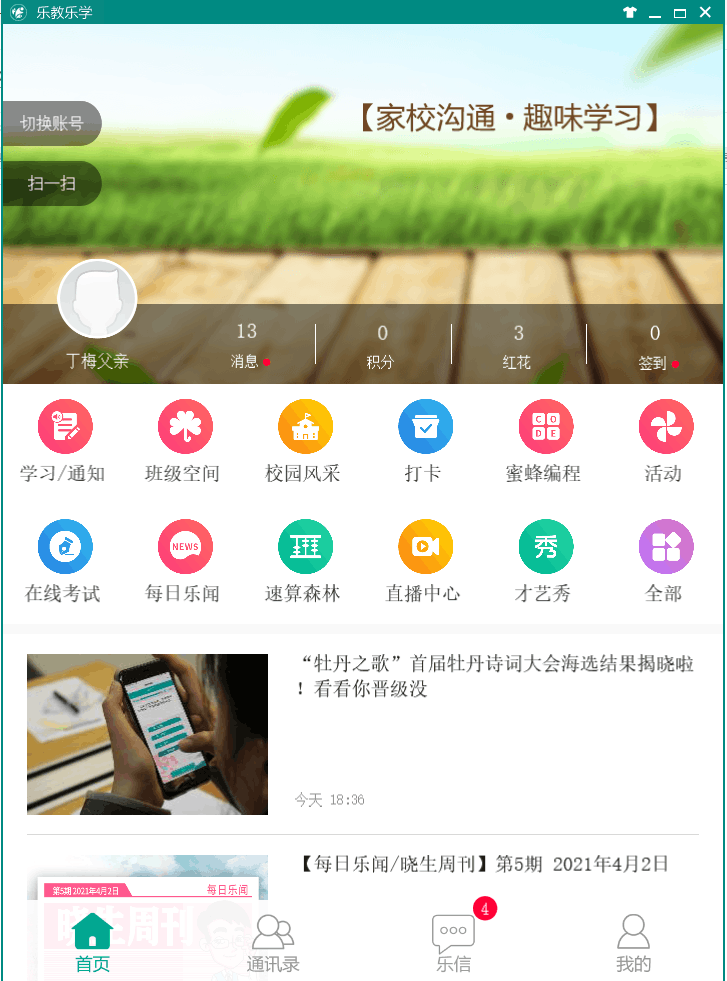 乐教乐学
切换账号
【家校沟通·趣味学习】
扫一扫
丁梅父亲
13
消息
0
积分
3
红花
0
签到
学习/通知
班级空间
校园风采
打卡
CODE
蜜蜂编程
活动
在线考试
NEWS
每日乐闻
速算森林
直播中心
秀
才艺秀
全部
“牡丹之歌”首届牡丹诗词大会海选结果揭晓啦
！看看你晋级没
今天 18:36
【每日乐闻/晓生周刊】第5期 2021年4月2日
第5期 2021年4月2日
每日乐闻
晓生周刊
首页
通讯录
4
乐信
我的